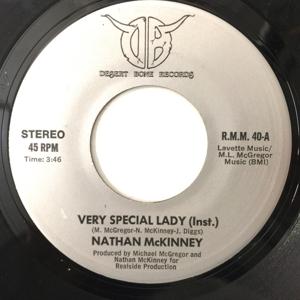 DESERT BONE RECORDS
STEREO
45 RPM
Time: 3:46
R.M.M. 40-A
Lavette Music/
M.L. McGregor
Music (BMI)
VERY SPECIAL LADY (Inst.)
(M. McGregor-N. McKinney-J. Diggs)
NATHAN McKINNEY
Produced by Michael McGregor and
Nathan McKinney for
Realside Production